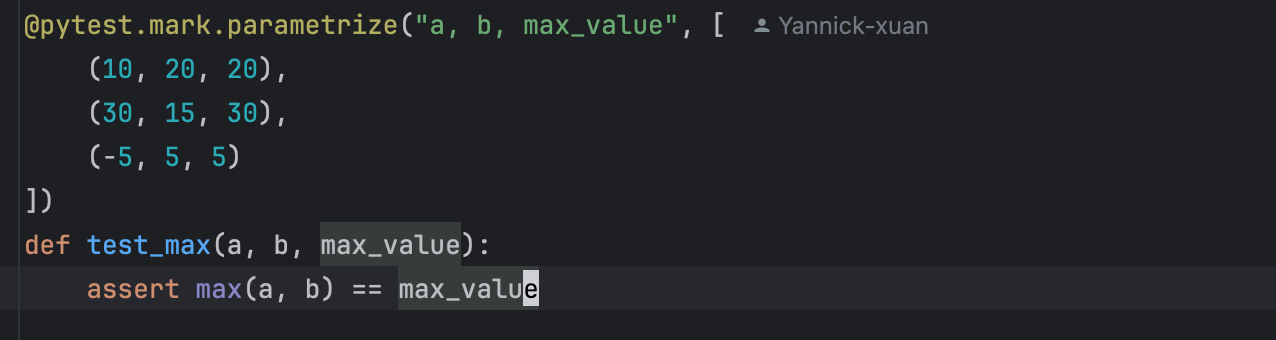 @pytest.mark.parametrize("a, b, max_value", [ Yannick-xuan
    (10, 20, 20),
    (30, 15, 30),
    (-5, 5, 5)
])
def test_max(a, b, max_value):
    assert max(a, b) == max_value